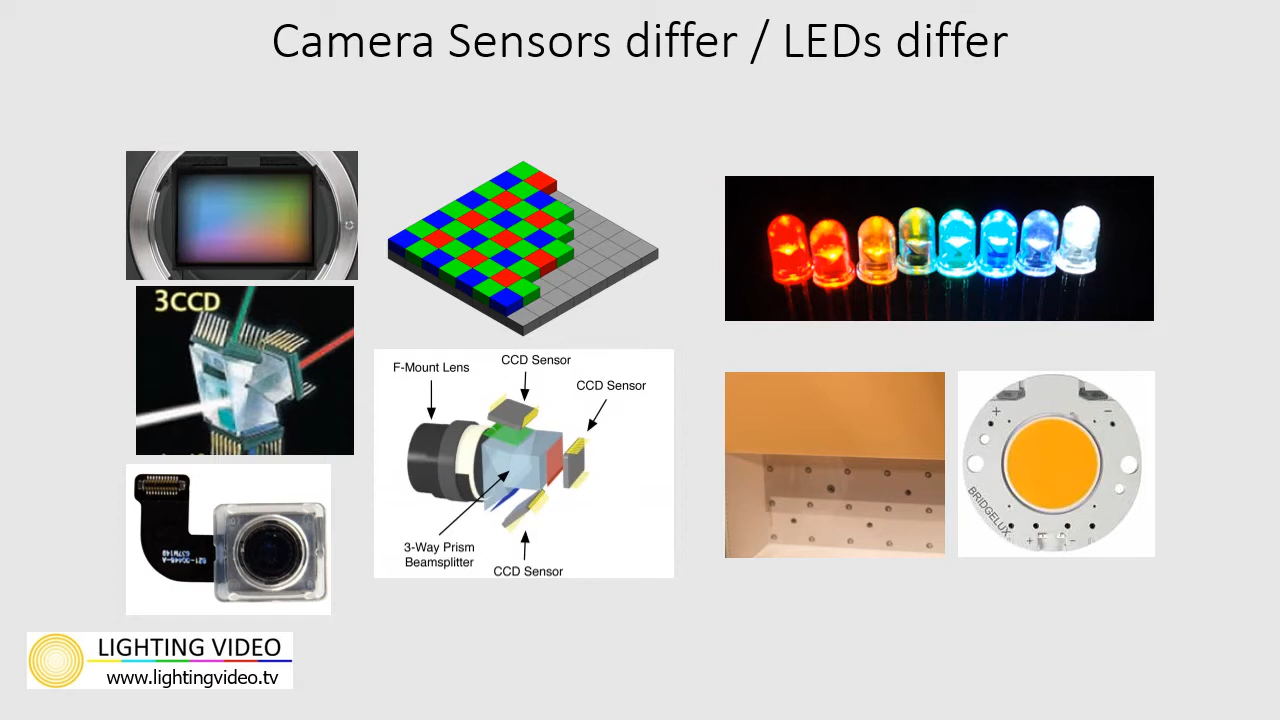 Camera Sensors differ / LEDs differ
3CCD
F-Mount Lens
CCD Sensor
CCD Sensor
3-Way Prism
Beamsplitter
CCD Sensor
+
−
BRIDGELUX
+
−
LIGHTING VIDEO
www.lightingvideo.tv